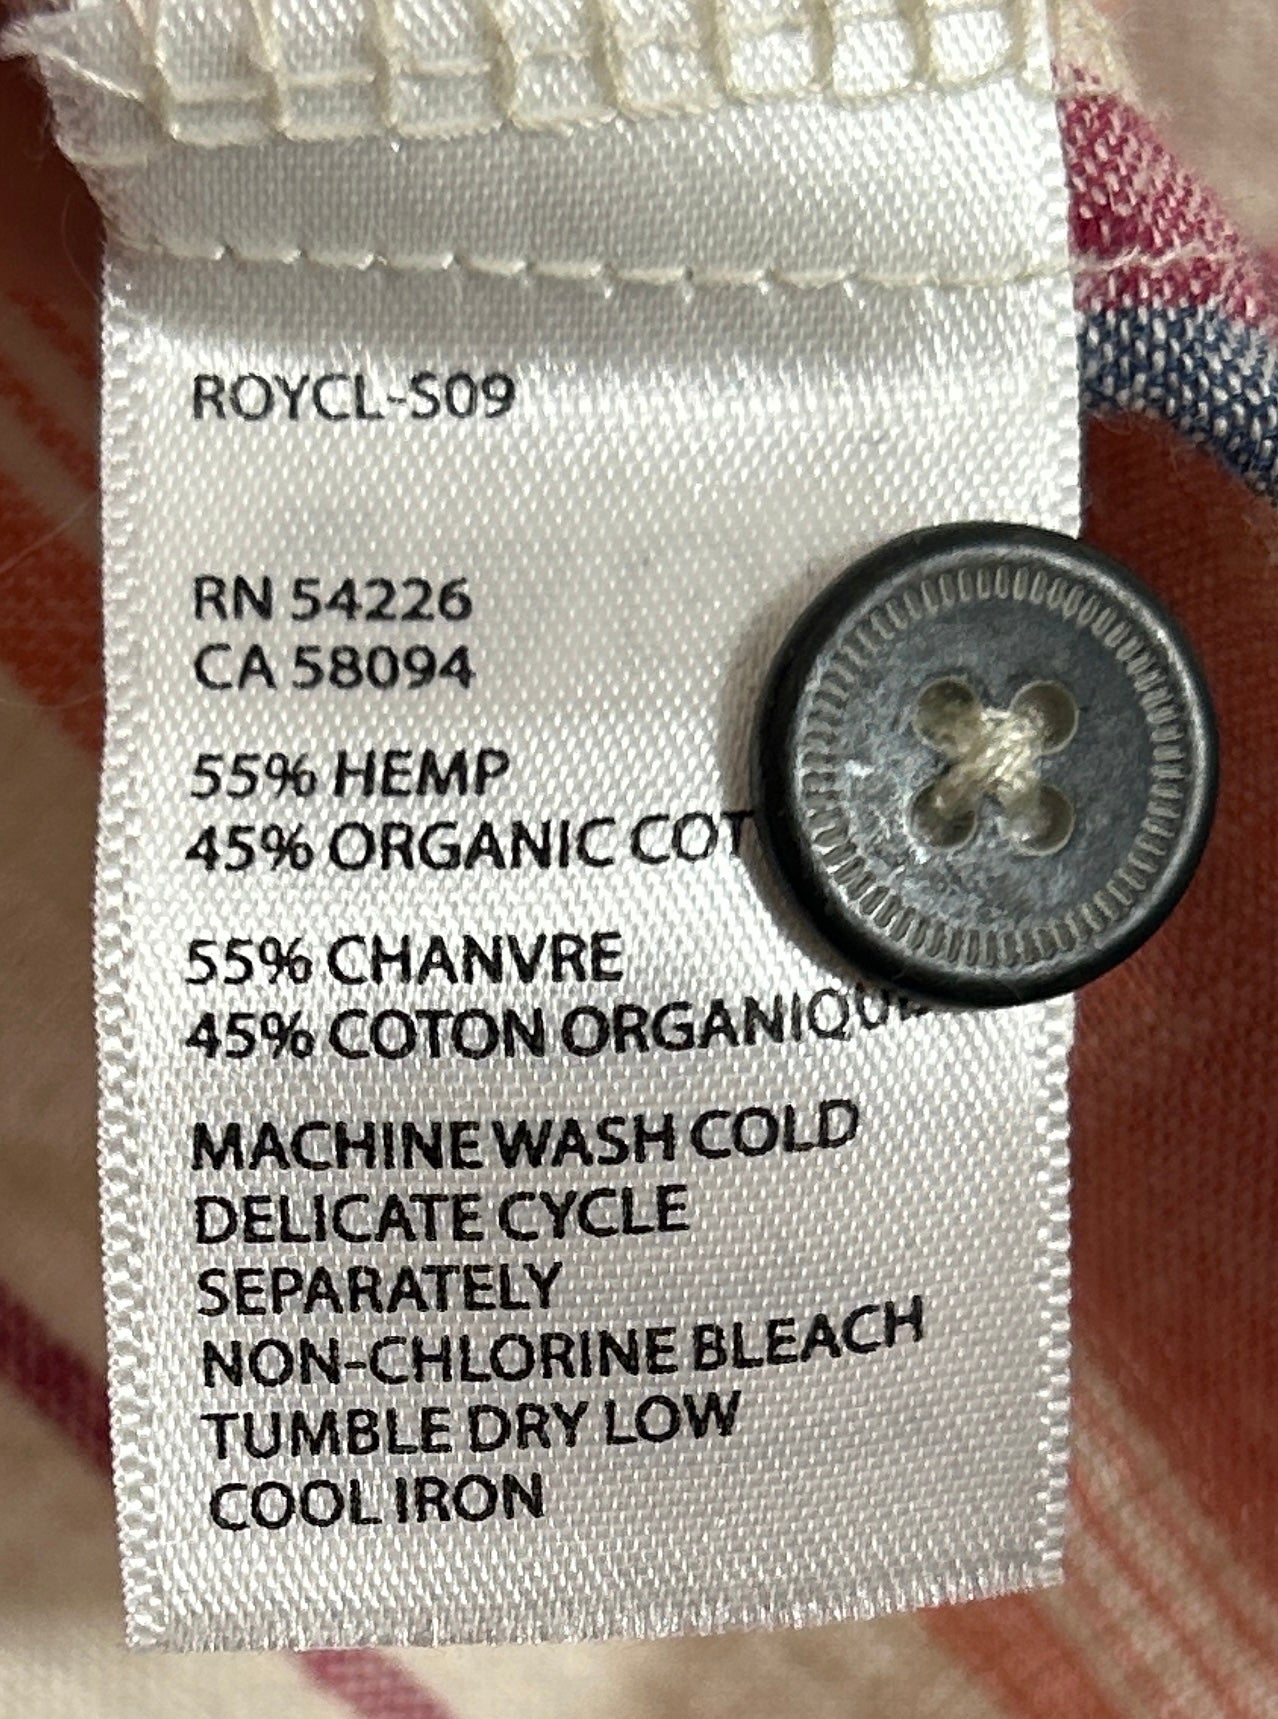 ROYCL-S09
RN 54226
CA 58094
55% HEMP
45% ORGANIC COT
55% CHANVRE
45% COTON ORGANIQUE
MACHINE WASH COLD
DELICATE CYCLE
SEPARATELY
NON-CHLORINE BLEACH
TUMBLE DRY LOW
COOL IRON